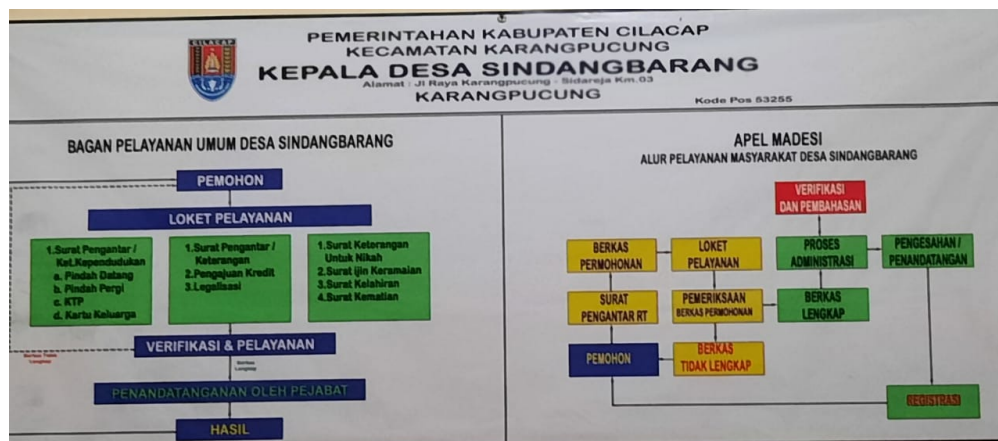 CILACAP
PEMERINTAHAN KABUPATEN CILACAP
KECAMATAN KARANGPUCUNG
KEPALA DESA SINDANGBARANG
Alamat : Jl Raya Karangpucung - Sidareja Km.03
KARANGPUCUNG
Kode Pos 53255
BAGAN PELAYANAN UMUM DESA SINDANGBARANG
PEMOHON
LOKET PELAYANAN
1.Surat Pengantar /
Ket.Kependudukan
a. Pindah Datang
b. Pindah Pergi
c. KTP
d. Kartu Keluarga
1.Surat Pengantar /
Keterangan
2.Pengajuan Kredit
3.Legalisasi
1.Surat Keterangan
Untuk Nikah
2.Surat ijin Keramaian
3.Surat Kelahiran
4.Surat Kematian
VERIFIKASI & PELAYANAN
Berkas Tidak
Lengkap
Berkas
Lengkap
PENANDATANGANAN OLEH PEJABAT
HASIL
APEL MADESI
ALUR PELAYANAN MASYARAKAT DESA SINDANGBARANG
VERIFIKASI
DAN PEMBAHASAN
BERKAS
PERMOHONAN
LOKET
PELAYANAN
PROSES
ADMINISTRASI
PENGESAHAN /
PENANDATANGAN
SURAT
PENGANTAR RT
PEMERIKSAAN
BERKAS PERMOHONAN
BERKAS
LENGKAP
PEMOHON
BERKAS
TIDAK LENGKAP
REGISTRASI